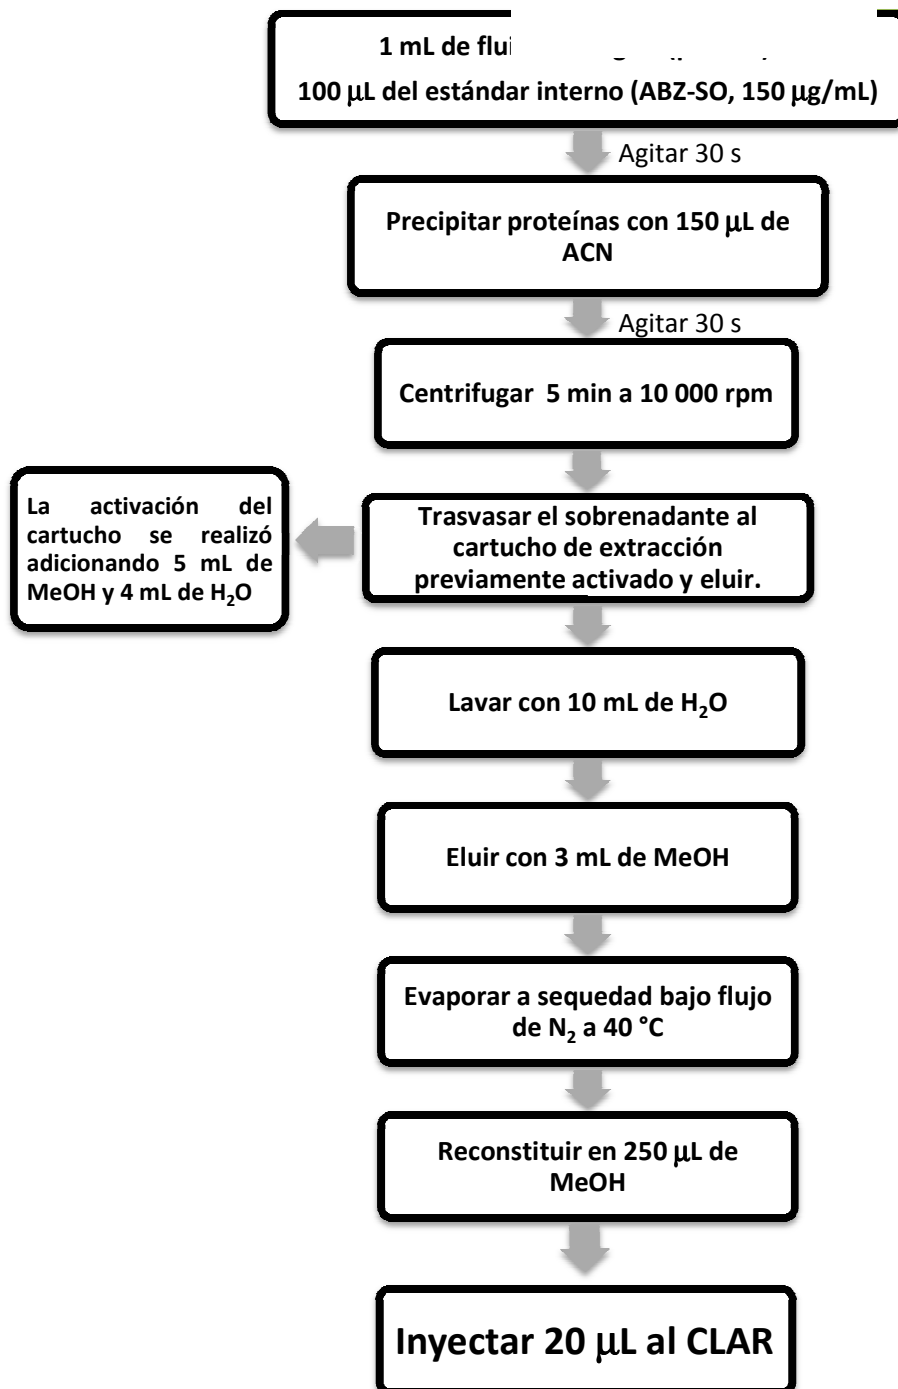 1 mL de
100 μL del estándar interno (ABZ-SO, 150 μg/mL)
Agitar 30 s
Precipitar proteínas con 150 μL de
ACN
Agitar 30 s
Centrifugar 5 min a 10 000 rpm
La activación del
cartucho se realizó
adicionando 5 mL de
MeOH y 4 mL de H₂O
Trasvasar el sobrenadante al
cartucho de extracción
previamente activado y eluir.
Lavar con 10 mL de H₂O
Eluir con 3 mL de MeOH
Evaporar a sequedad bajo flujo
de N₂ a 40 °C
Reconstituir en 250 μL de
MeOH
Inyectar 20 μL al CLAR